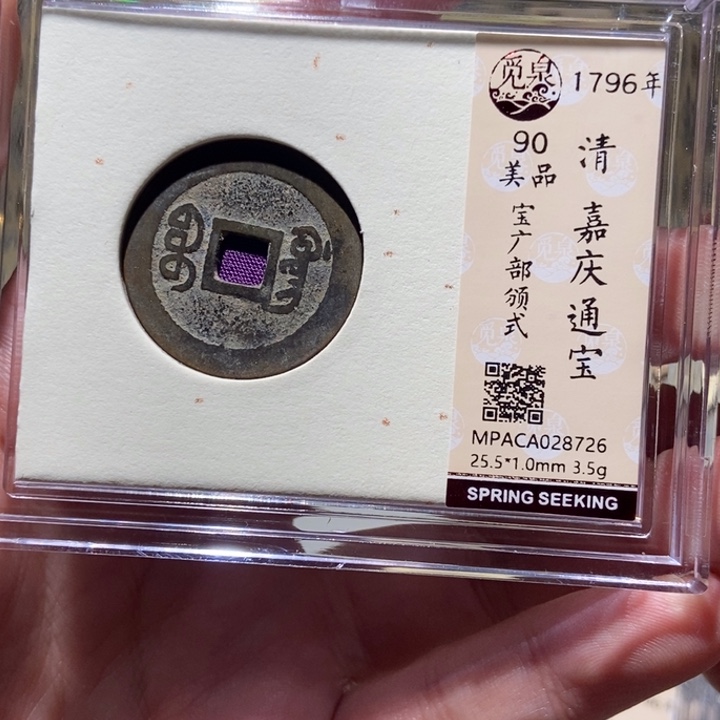 觅泉
1796年
90
美品
清嘉庆通宝
宝广部颁式
MPACA028726
25.5*1.0mm 3.5g
SPRING SEEKING